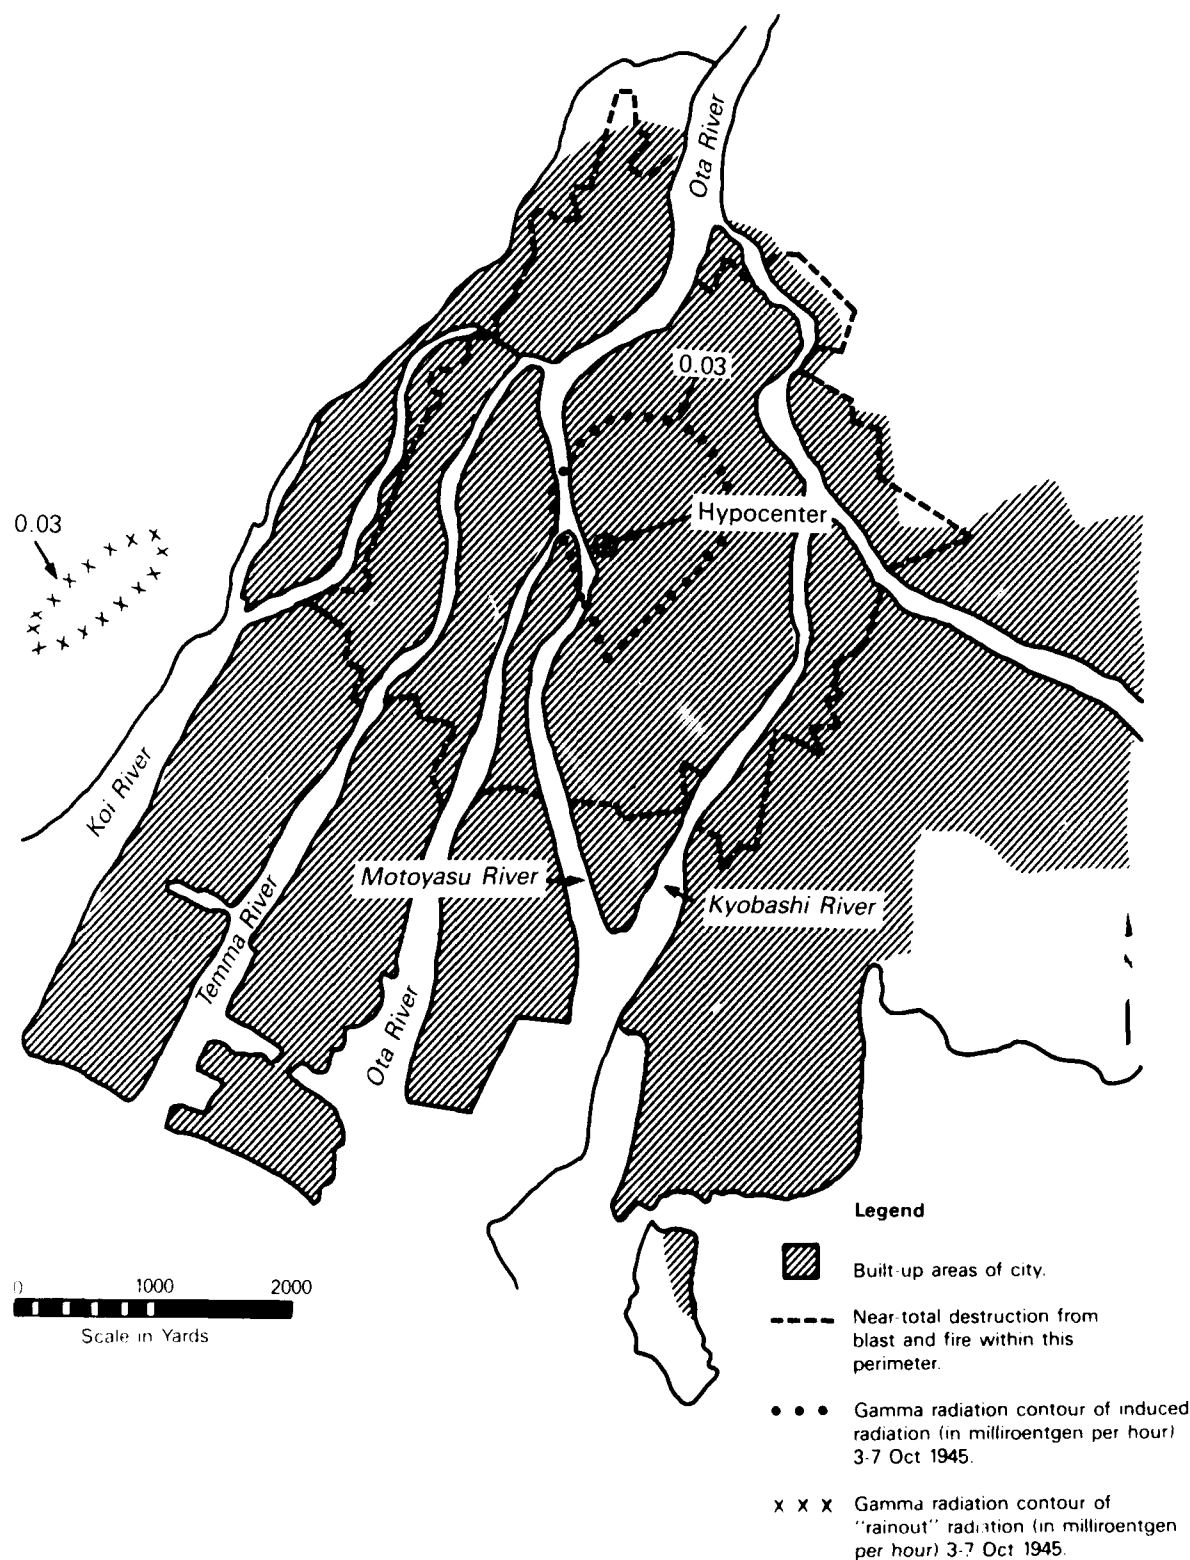 Ota River
0.03
Hypocenter
0.03
Koi River
Motoyasu River
Kyobashi River
Temma River
Ota River
0 1000 2000
Scale in Yards
Legend
Built-up areas of city.
Near-total destruction from
blast and fire within this
perimeter.
Gamma radiation contour of induced
radiation (in milliroentgen per hour)
3-7 Oct 1945.
x x x Gamma radiation contour of
"rainout" radiation (in milliroentgen
per hour) 3-7 Oct 1945.